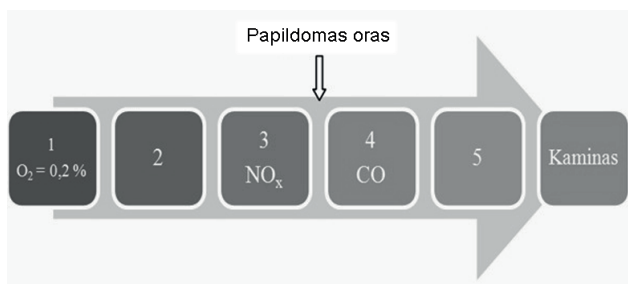 Papildomas oras
1
O₂ = 0,2 %
2
3
NOₓ
4
CO
5
Kaminas